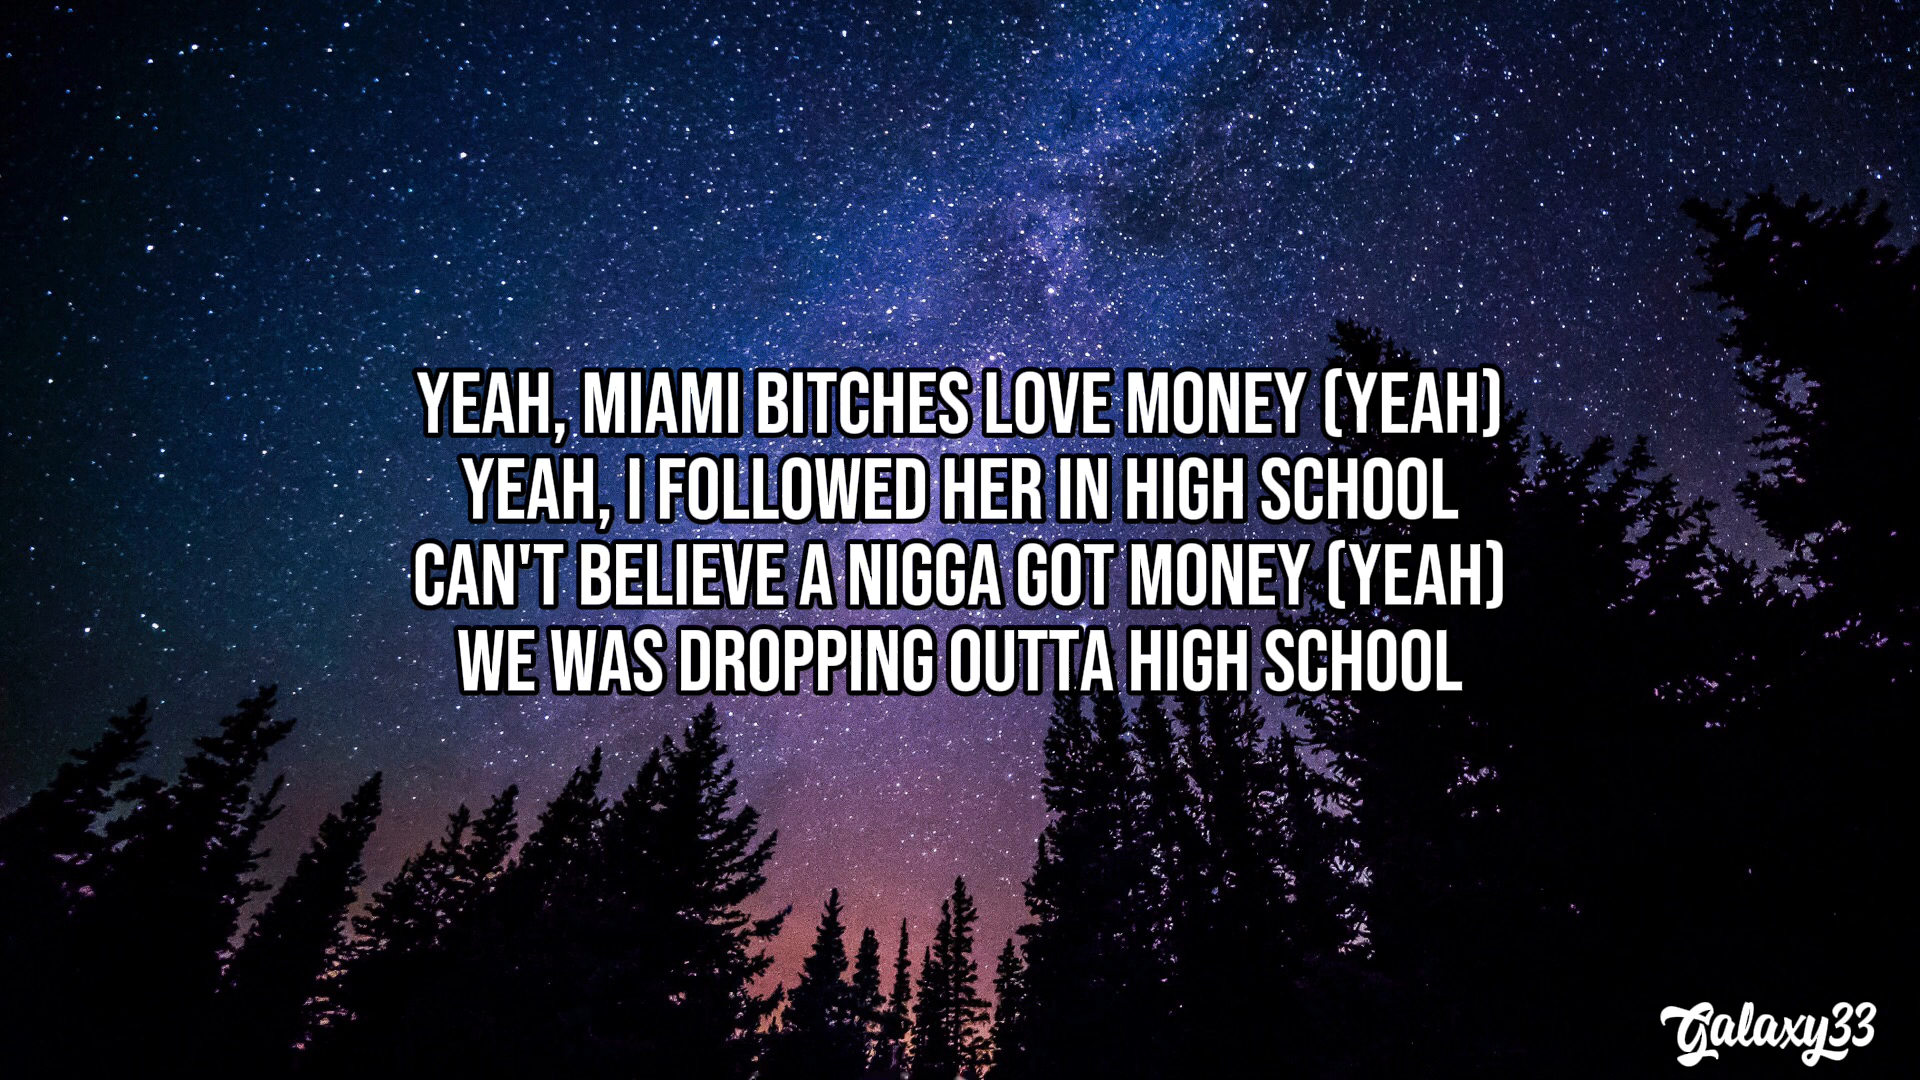 YEAH, MIAMI BITCHES LOVE MONEY (YEAH)
YEAH, I FOLLOWED HER IN HIGH SCHOOL
CAN'T BELIEVE A NIGGA GOT MONEY (YEAH)
WE WAS DROPPING OUTTA HIGH SCHOOL
Galaxy33